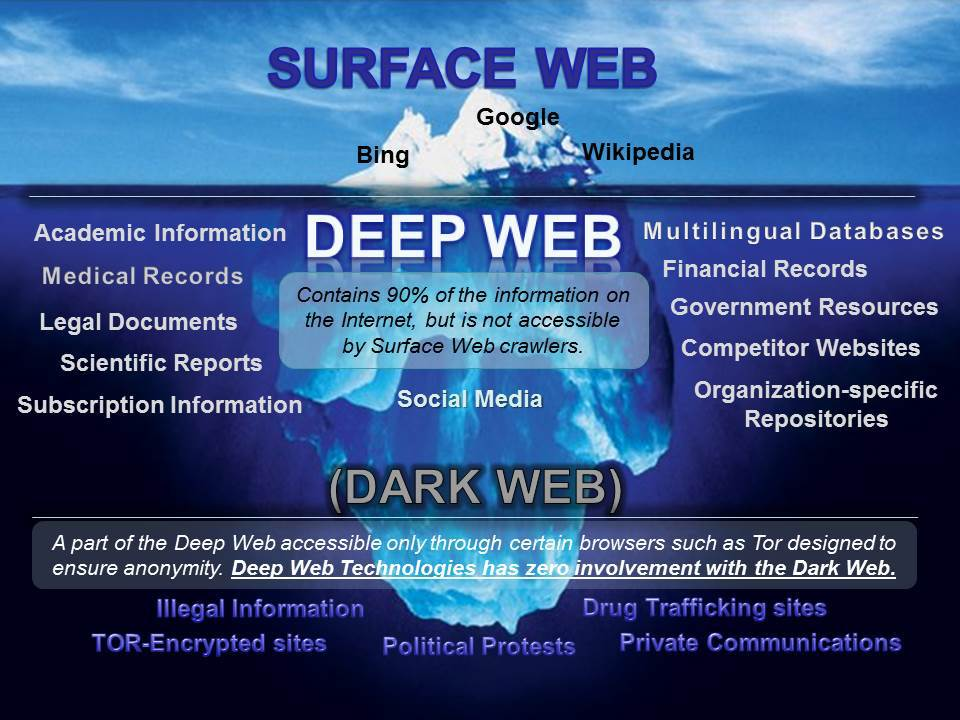 SURFACE WEB
Google
Bing
Wikipedia
DEEP WEB
Academic Information
Medical Records
Legal Documents
Scientific Reports
Subscription Information
Contains 90% of the information on
the Internet, but is not accessible
by Surface Web crawlers.
Social Media
Multilingual Databases
Financial Records
Government Resources
Competitor Websites
Organization-specific
Repositories
(DARK WEB)
A part of the Deep Web accessible only through certain browsers such as Tor designed to
ensure anonymity. Deep Web Technologies has zero involvement with the Dark Web.
Illegal Information
Drug Trafficking sites
TOR-Encrypted sites
Political Protests
Private Communications